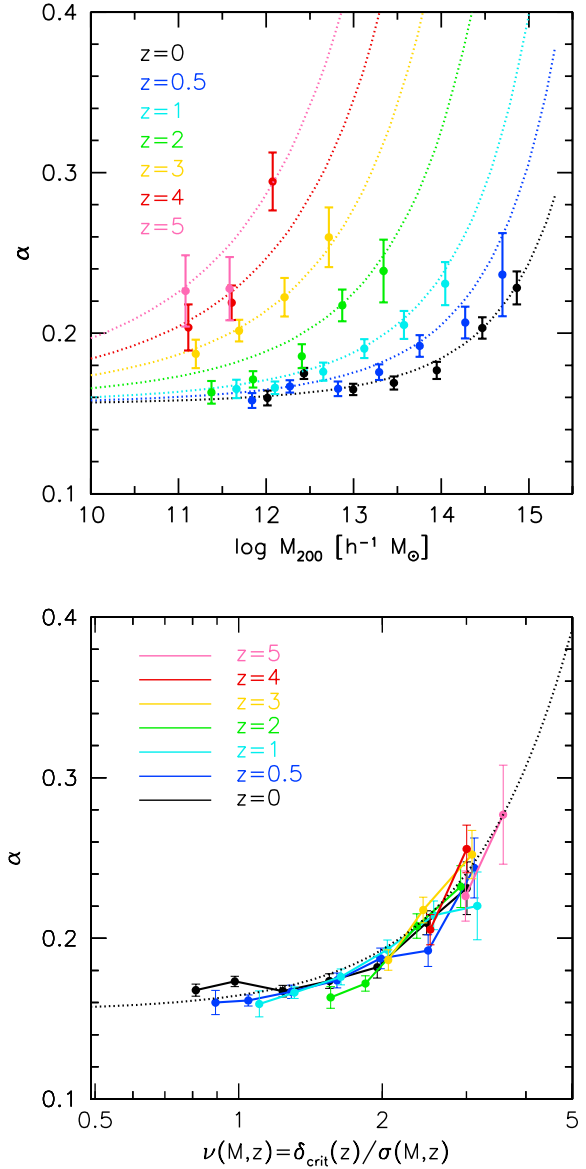 0.4
z=0
z=0.5
z=1
z=2
0.3
z=3
z=4
z=5
α
0.2
0.1
10 11 12 13 14 15
log M₂₀₀ [h⁻¹ M☉]
0.4
z=5
z=4
z=3
z=2
z=1
0.3
z=0.5
z=0
α
0.2
0.1
0.5 1 2 5
ν(M,z)=δcrit(z)/σ(M,z)